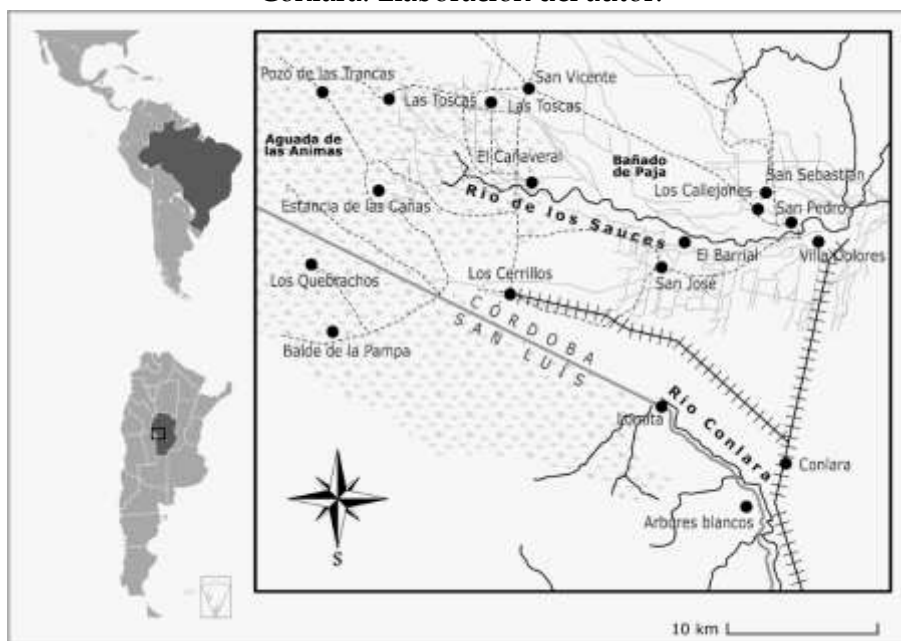 Conlara. Elaboración del autor.
Pozo de las Trancas
San Vicente
Las Toscas
Las Toscas
Aguada de
las Animas
El Cañaveral
Bañado
de Paja
San Sebastián
Los Callejones
Estancia de las Cañas
Río de los Sauces
San Pedro
El Barrial
Villa Dolores
Los Quebrachos
Los Cerrillos
San José
CÓRDOBA
SAN LUÍS
Balde de la Pampa
Río Conlara
Lomita
Conlara
Arboles blancos
S
10 km